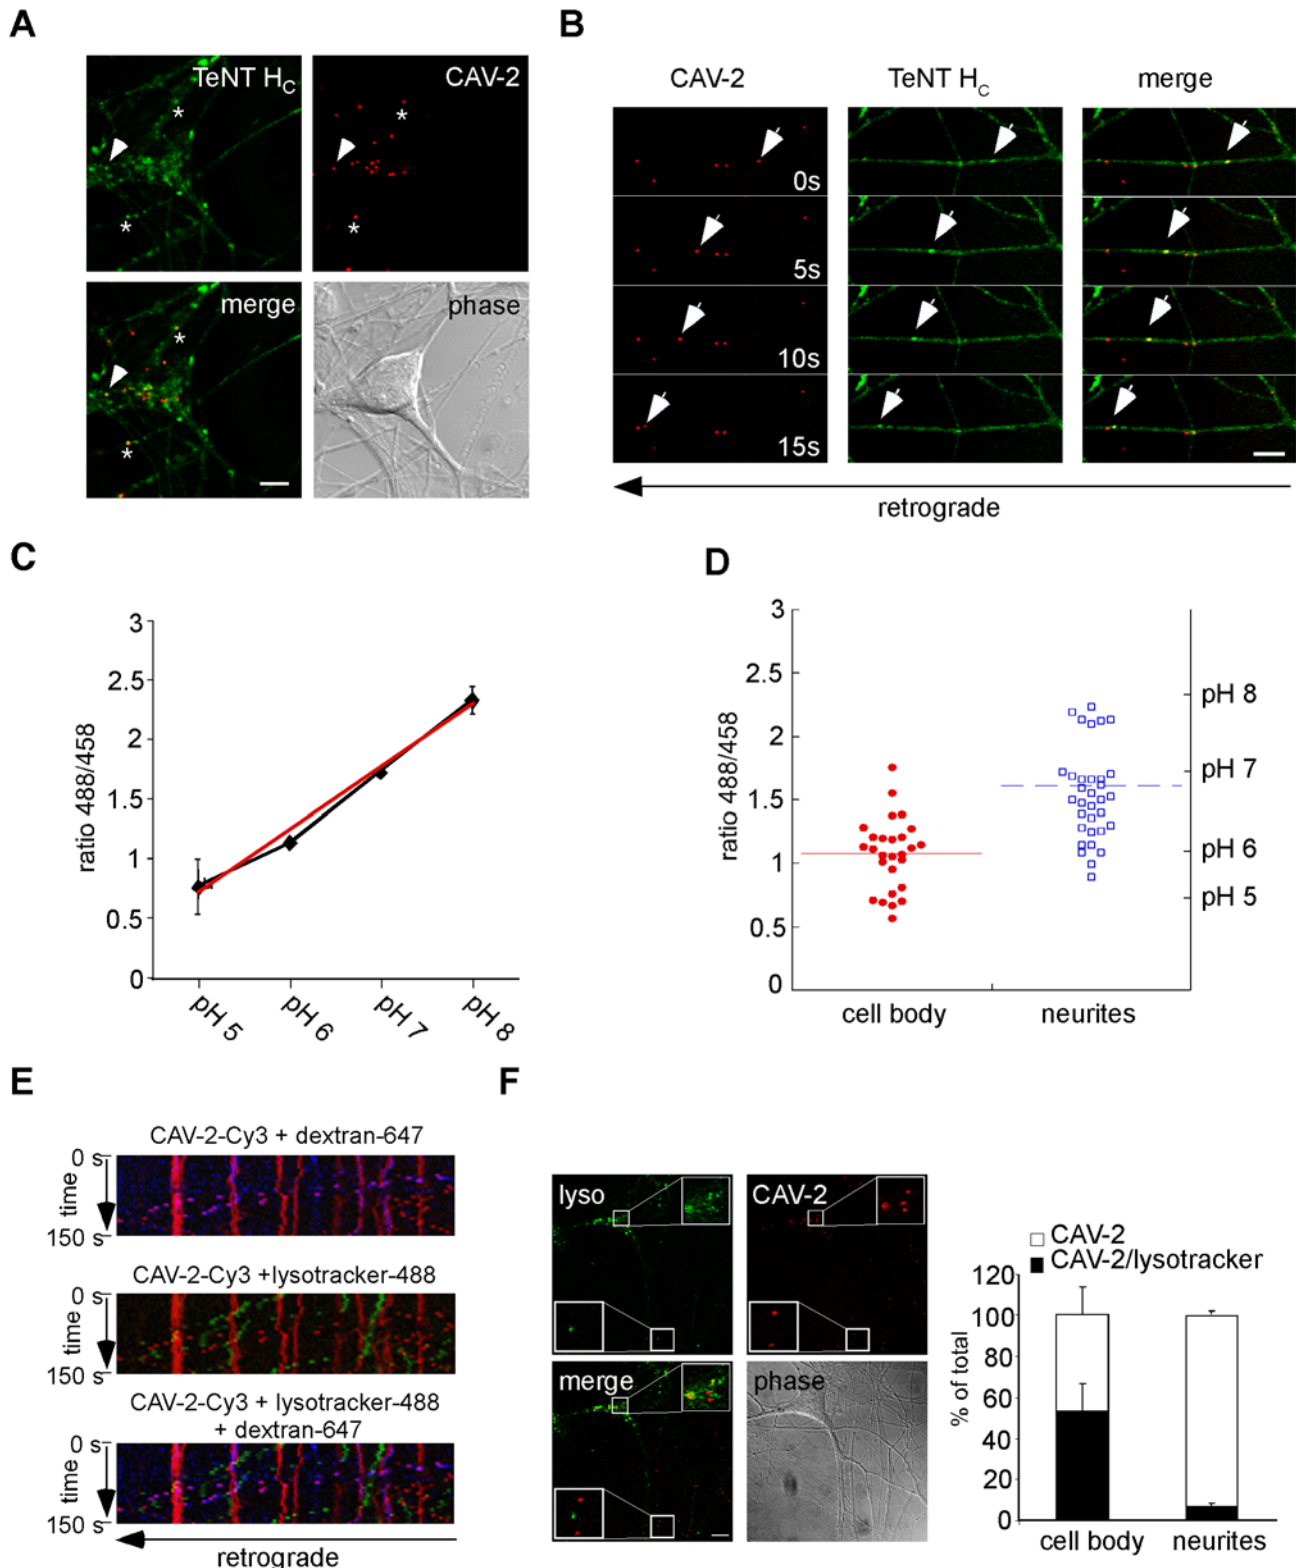 A
TeNT HC
CAV-2
*
*
*
*
merge
phase
*
*
B
CAV-2
TeNT HC
merge
0s
5s
10s
15s
retrograde
C
ratio 488/458
3
2.5
2
1.5
1
0.5
0
pH 5
pH 6
pH 7
pH 8
D
ratio 488/458
3
2.5
2
1.5
1
0.5
0
pH 8
pH 7
pH 6
pH 5
cell body
neurites
E
CAV-2-Cy3 + dextran-647
0 s
time
150 s
CAV-2-Cy3 +lysotracker-488
0 s
time
150 s
CAV-2-Cy3 + lysotracker-488
+ dextran-647
0 s
time
150 s
retrograde
F
lyso
CAV-2
merge
phase
CAV-2
CAV-2/lysotracker
% of total
120
100
80
60
40
20
0
cell body
neurites